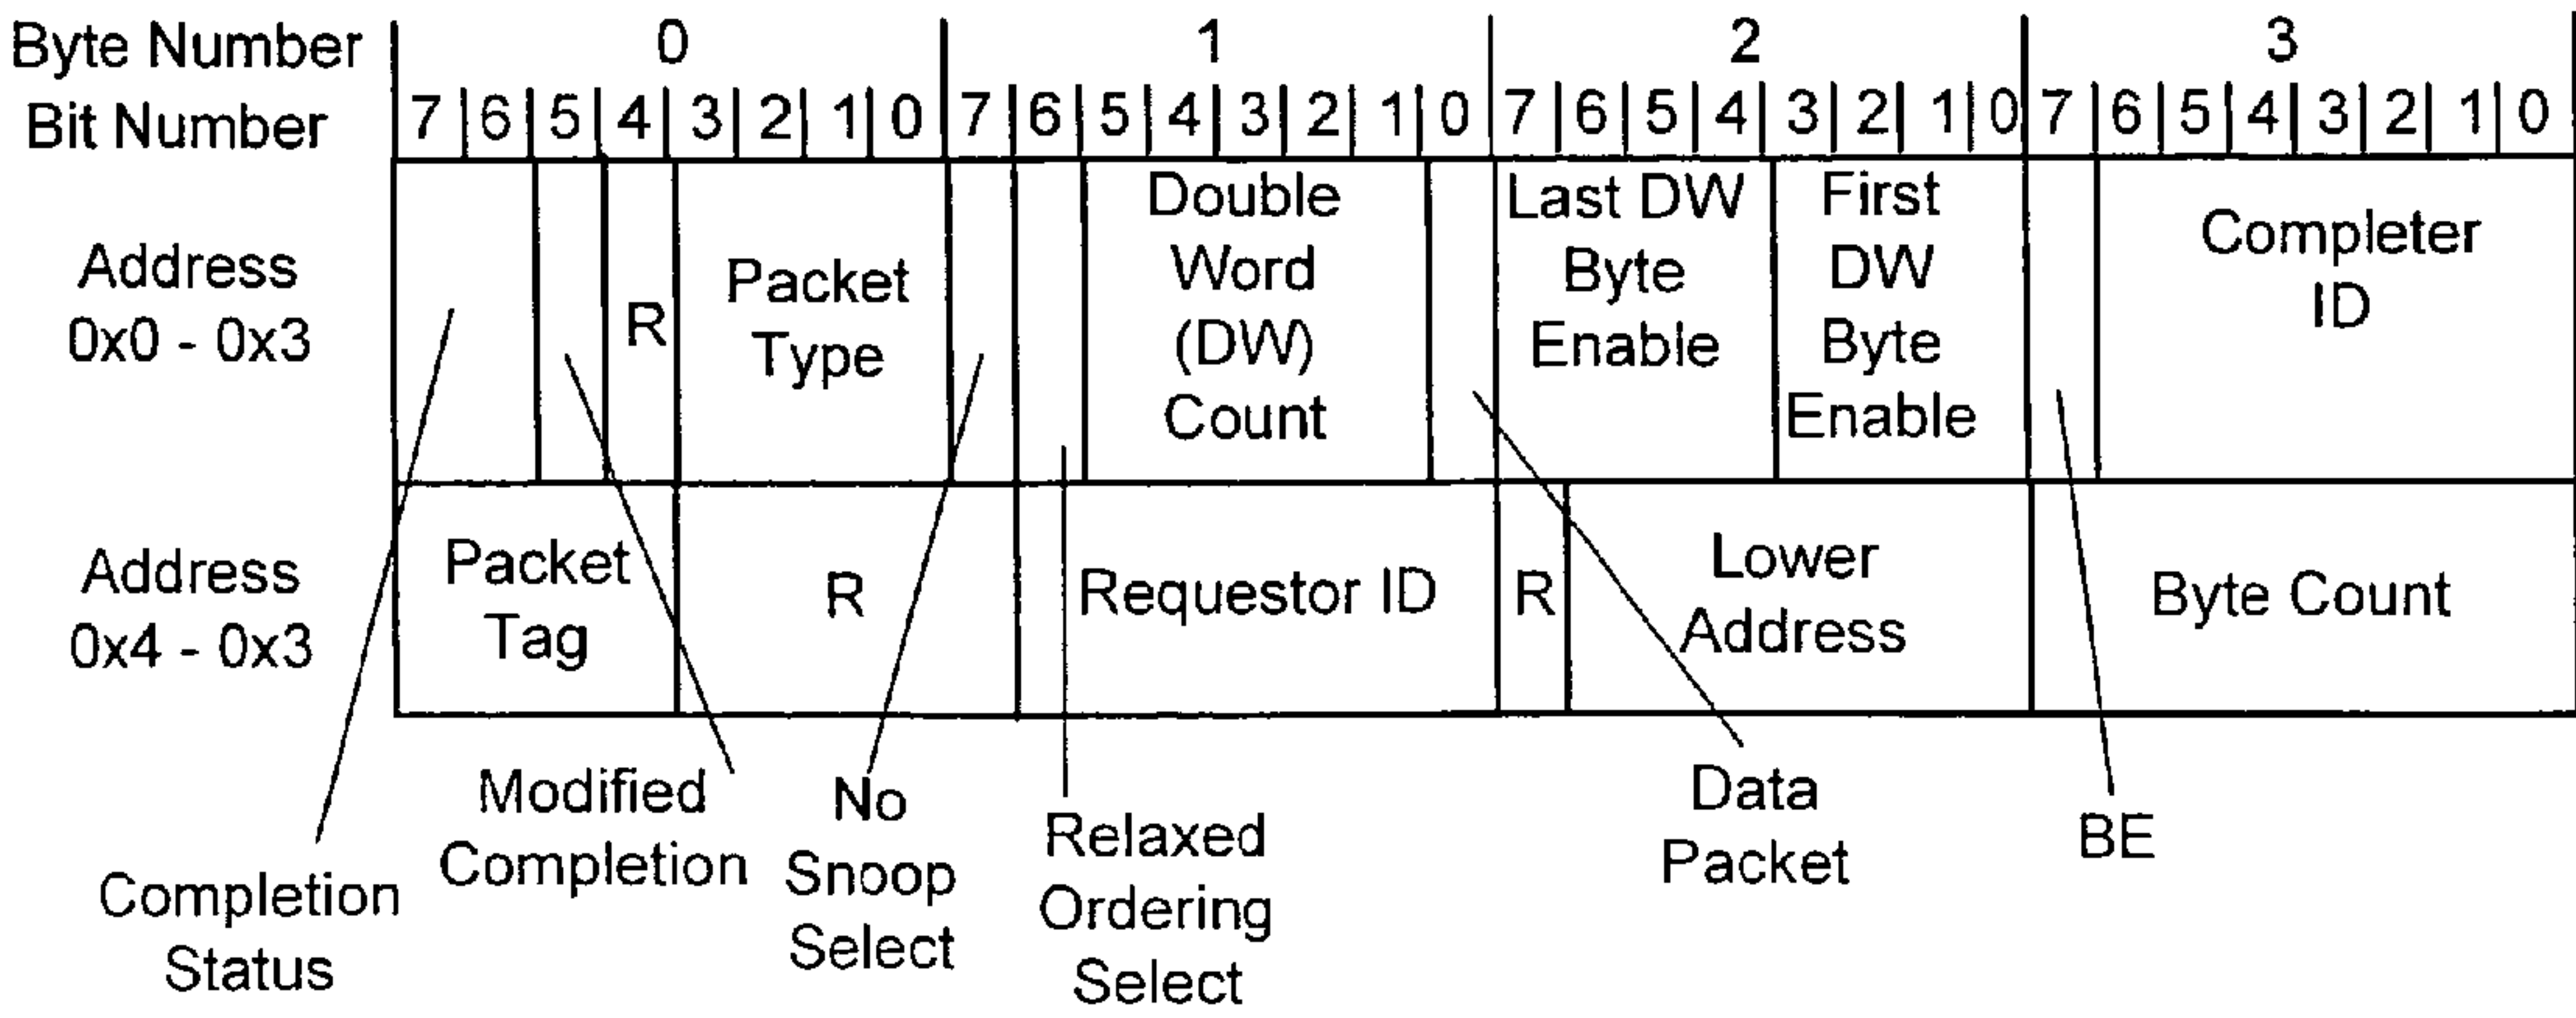 Byte Number 0 1 2 3
Bit Number 7 6 5 4 3 2 1 0 7 6 5 4 3 2 1 0 7 6 5 4 3 2 1 0 7 6 5 4 3 2 1 0
Address
0x0 - 0x3
R
Packet
Type
Double
Word
(DW)
Count
Last DW
Byte
Enable
First
DW
Byte
Enable
Completer
ID
Address
0x4 - 0x3
Packet
Tag
R
Requestor ID
R
Lower
Address
Byte Count
Completion
Status
Modified
Completion
No
Snoop
Select
Relaxed
Ordering
Select
Data
Packet
BE